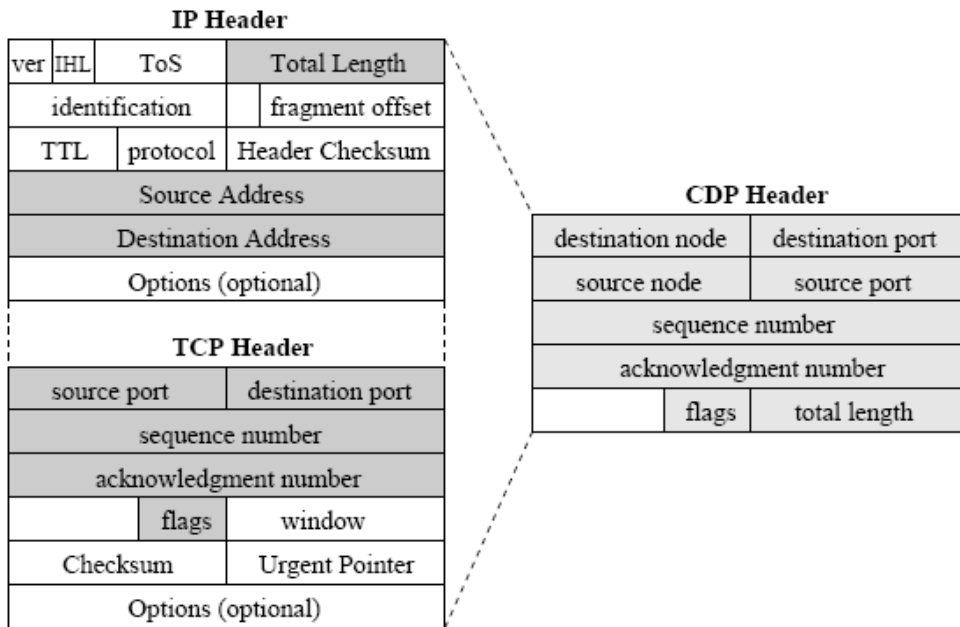 IP Header
ver IHL ToS Total Length
identification fragment offset
TTL protocol Header Checksum
Source Address
Destination Address
Options (optional)
TCP Header
source port destination port
sequence number
acknowledgment number
flags window
Checksum Urgent Pointer
Options (optional)
CDP Header
destination node destination port
source node source port
sequence number
acknowledgment number
flags total length